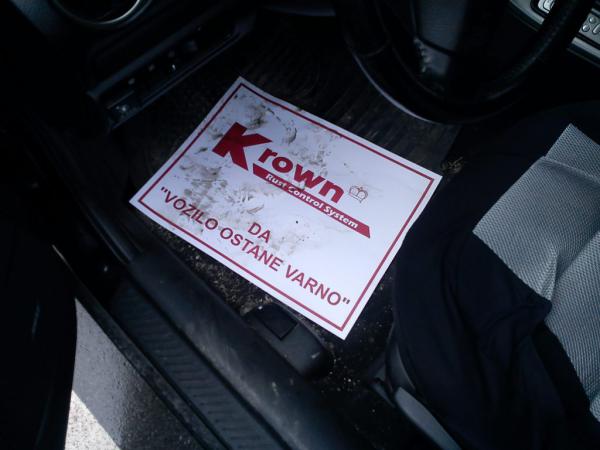 Krown
Rust Control System
DA
"VOZILO OSTANE VARNO"